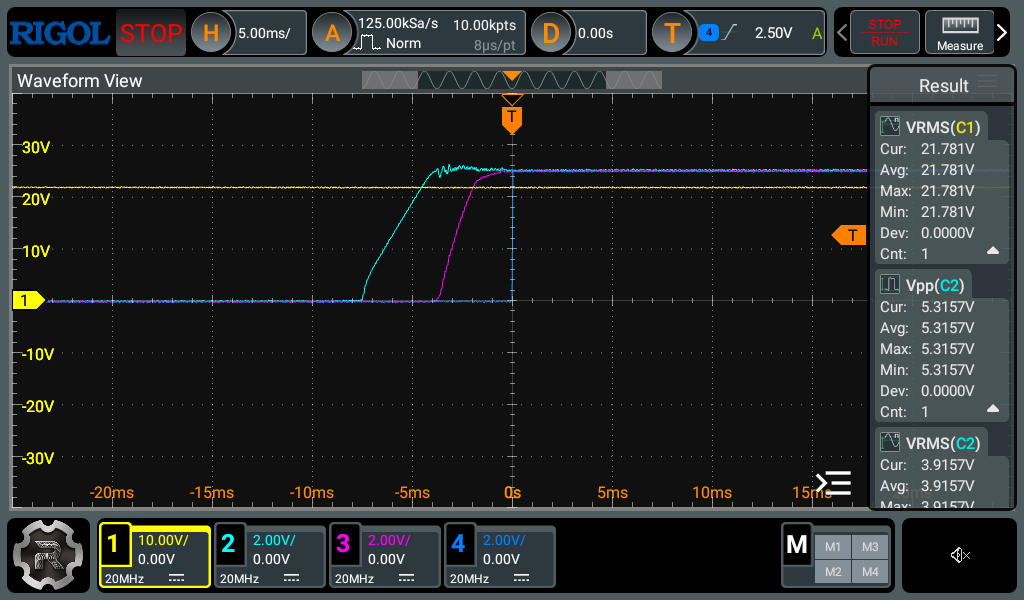 RIGOL STOP H 5.00ms/ A 125.00kSa/s 10.00kpts Norm 8µs/pt D 0.00s T 4 2.50V A STOP RUN Measure
Waveform View
T
Result
30V
20V
10V
1
-10V
-20V
-30V
T
-20ms -15ms -10ms -5ms 0s 5ms 10ms 15ms
VRMS(C1)
Cur: 21.781V
Avg: 21.781V
Max: 21.781V
Min: 21.781V
Dev: 0.0000V
Cnt: 1
Vpp(C2)
Cur: 5.3157V
Avg: 5.3157V
Max: 5.3157V
Min: 5.3157V
Dev: 0.0000V
Cnt: 1
VRMS(C2)
Cur: 3.9157V
Avg: 3.9157V
Max: 3.9157V
R
1 10.00V/ 0.00V 20MHz
2 2.00V/ 0.00V 20MHz
3 2.00V/ 0.00V 20MHz
4 2.00V/ 0.00V 20MHz
M M1 M3
M2 M4